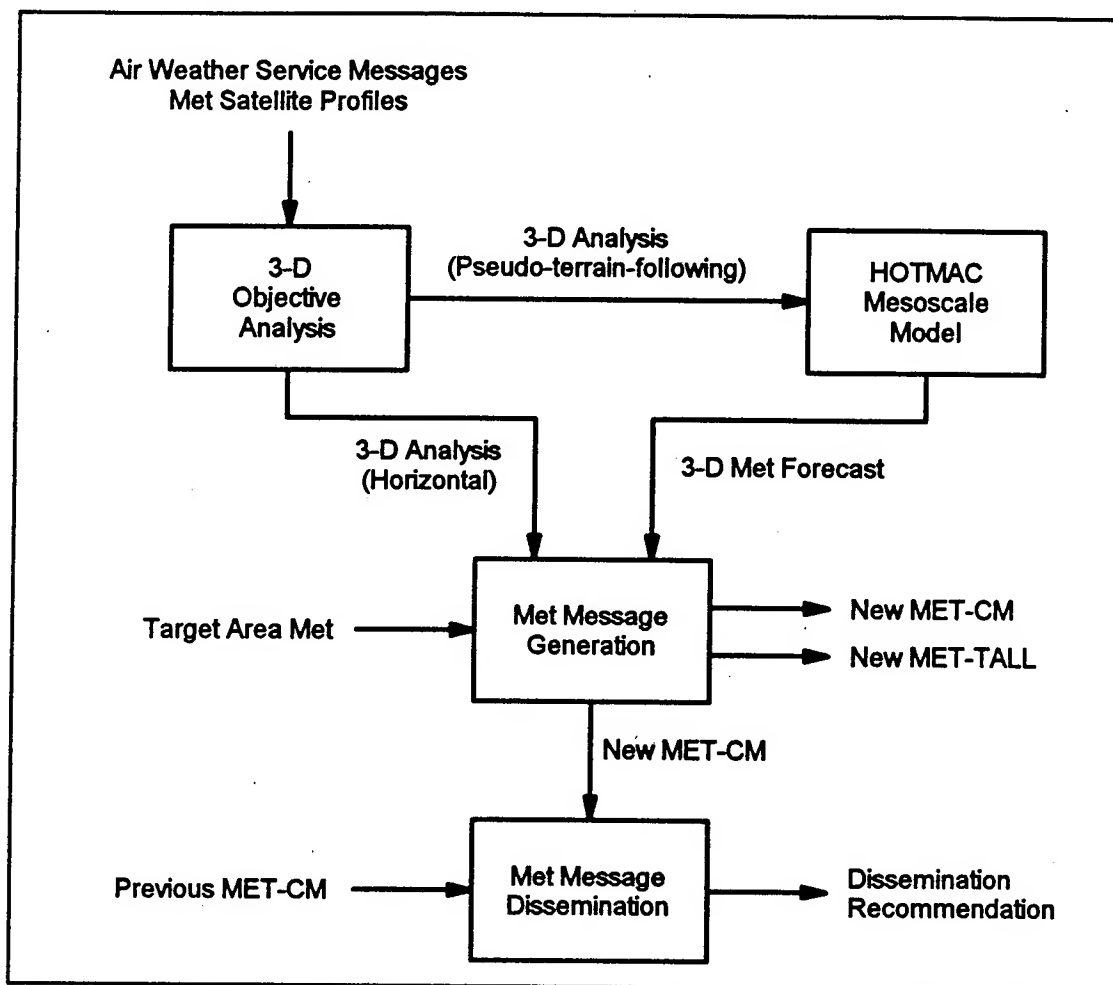 Air Weather Service Messages
Met Satellite Profiles
3-D
Objective
Analysis
3-D Analysis
(Pseudo-terrain-following)
HOTMAC
Mesoscale
Model
3-D Analysis
(Horizontal)
3-D Met Forecast
Target Area Met
Met Message
Generation
New MET-CM
New MET-TALL
New MET-CM
Previous MET-CM
Met Message
Dissemination
Dissemination
Recommendation